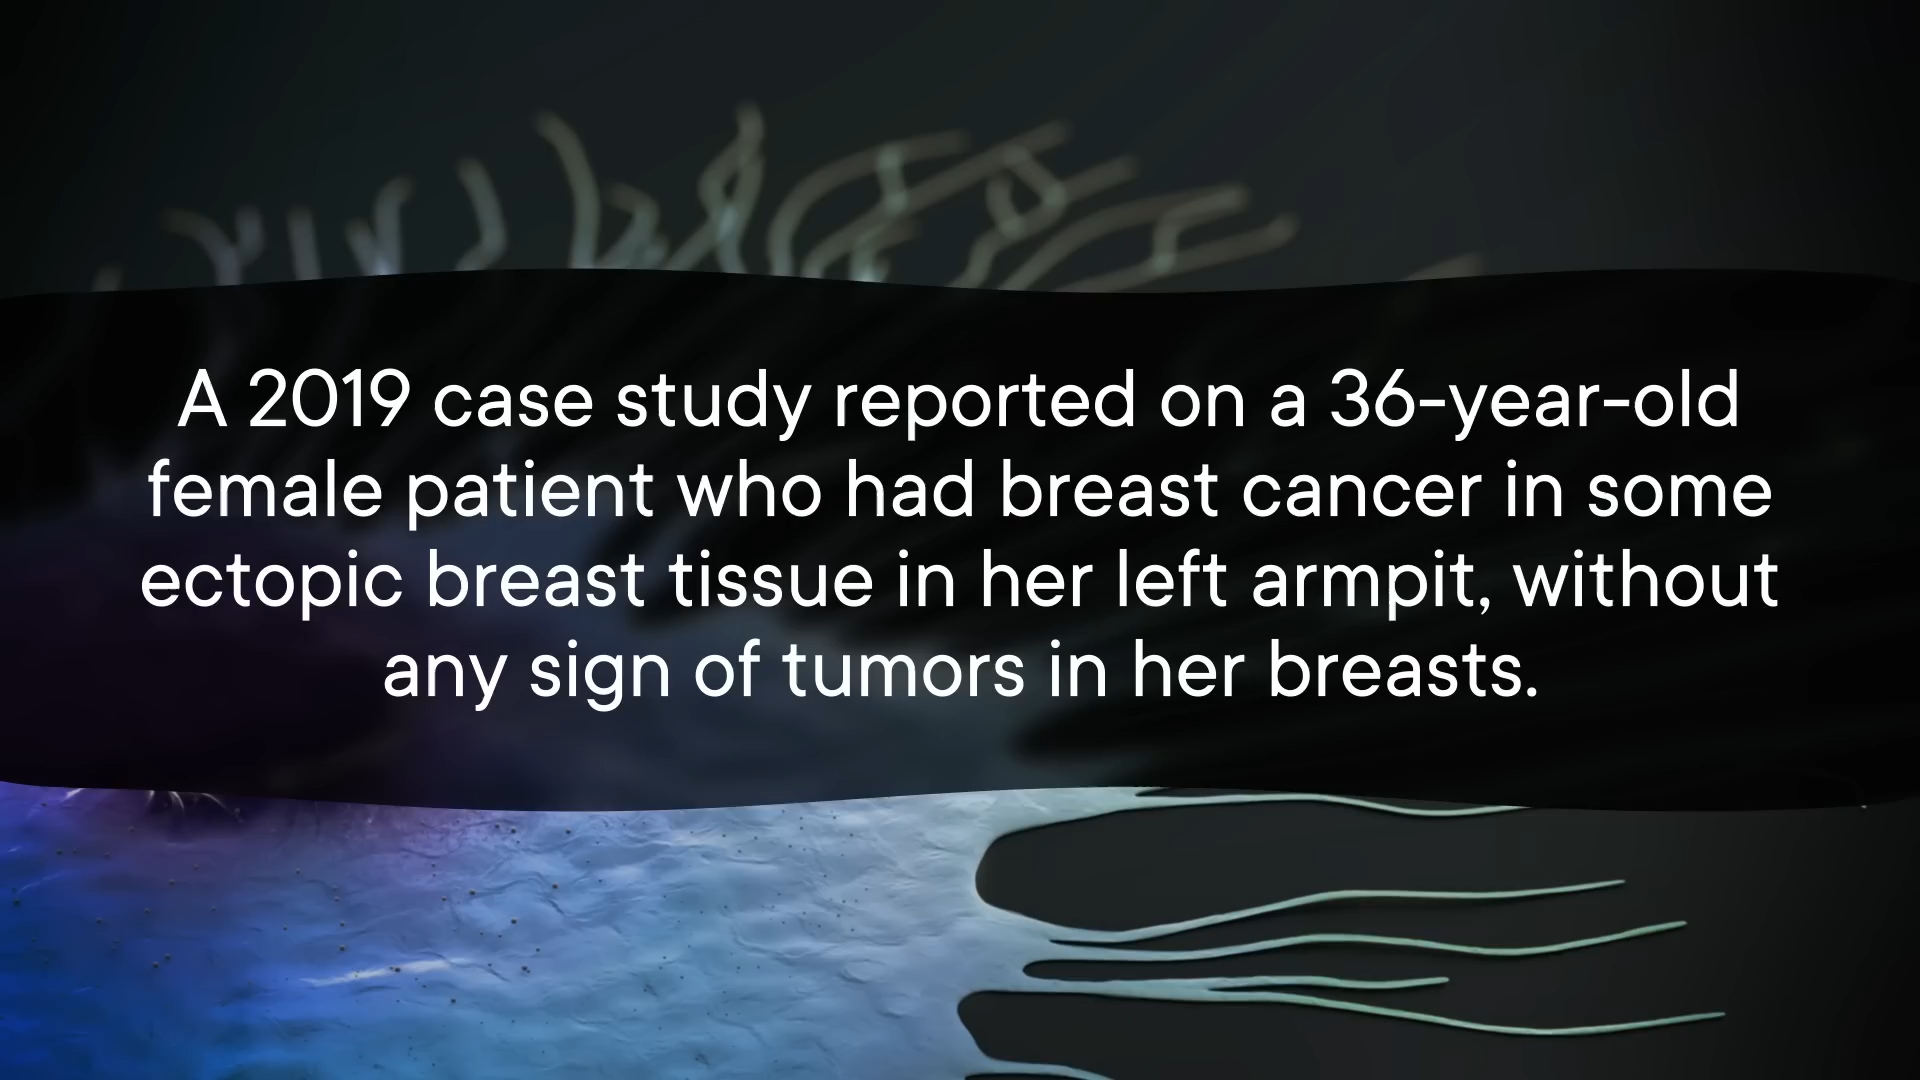 A 2019 case study reported on a 36-year-old
female patient who had breast cancer in some
ectopic breast tissue in her left armpit, without
any sign of tumors in her breasts.